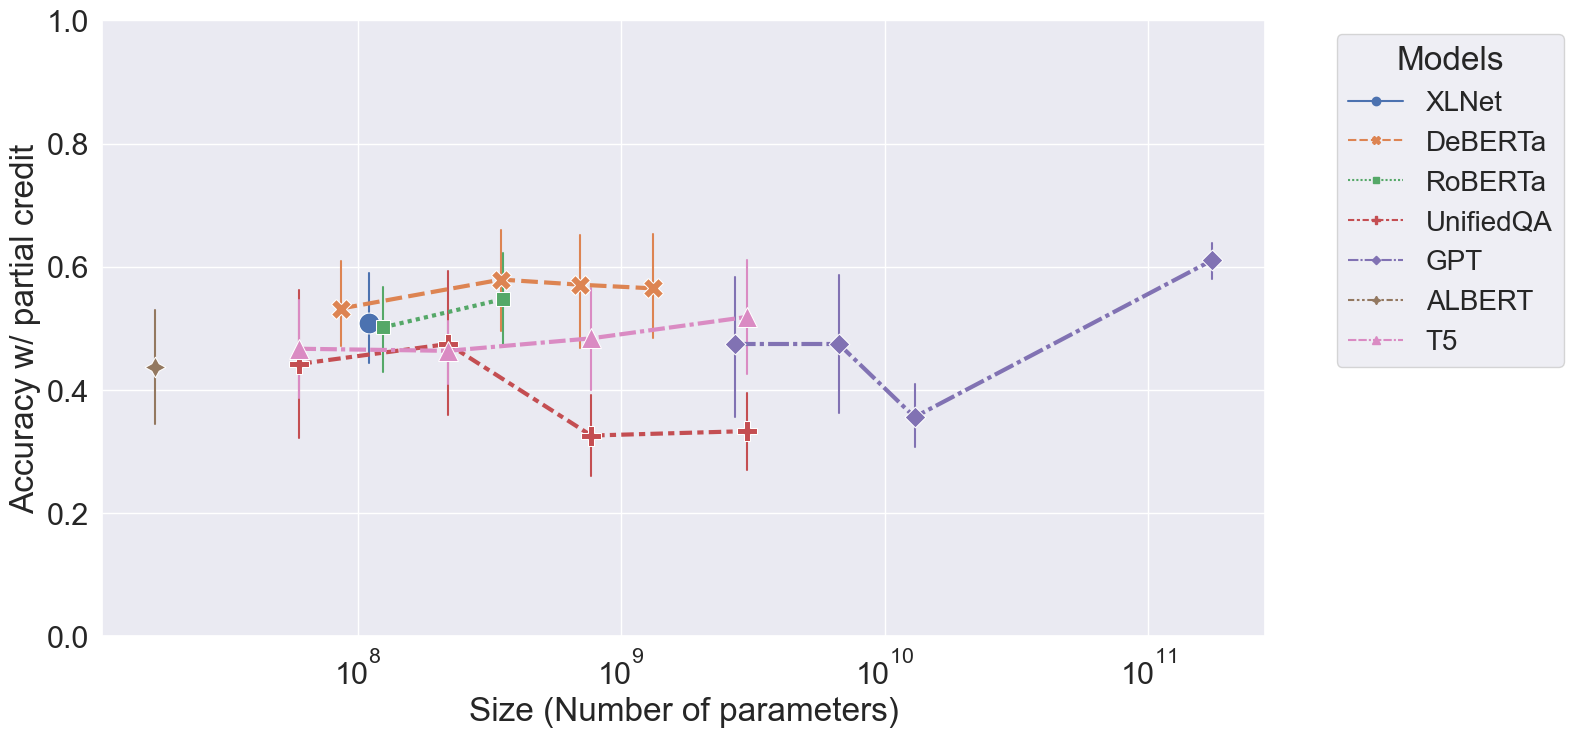 Accuracy w/ partial credit
1.0
0.8
0.6
0.4
0.2
0.0
10^8
10^9
10^10
10^11
Size (Number of parameters)
Models
XLNet
DeBERTa
RoBERTa
UnifiedQA
GPT
ALBERT
T5